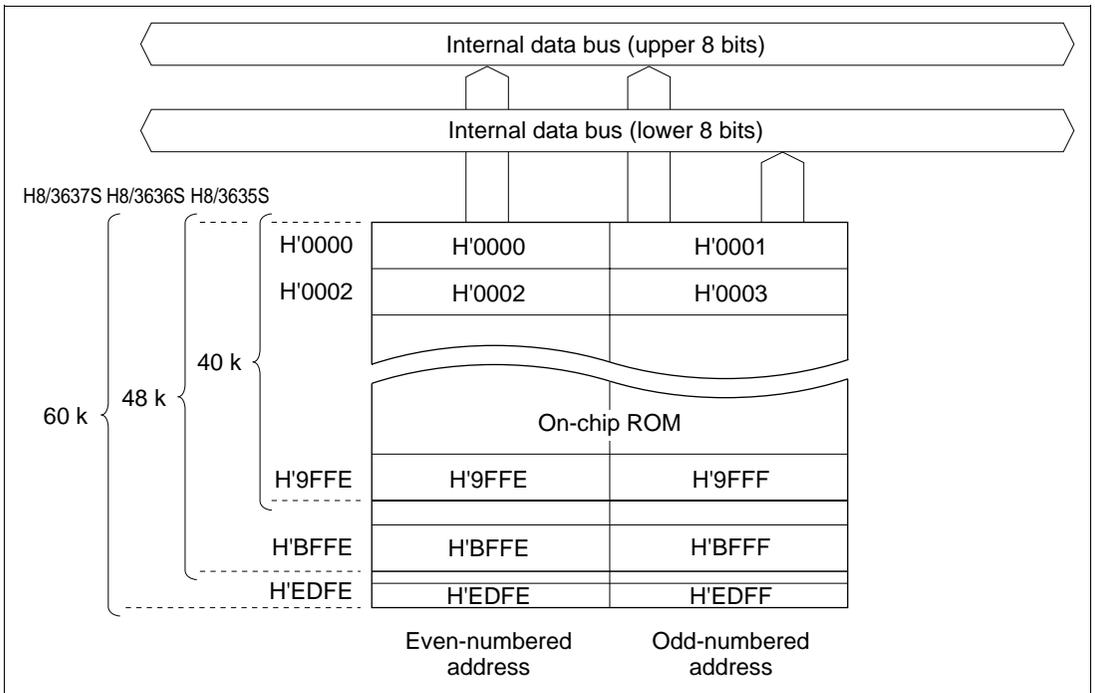 Internal data bus (upper 8 bits)
Internal data bus (lower 8 bits)
H8/3637S H8/3636S H8/3635S
H'0000 H'0000 H'0001
H'0002 H'0002 H'0003
40 k
48 k
60 k
On-chip ROM
H'9FFE H'9FFE H'9FFF
H'BFFE H'BFFE H'BFFF
H'EDFE H'EDFE H'EDFF
Even-numbered address
Odd-numbered address